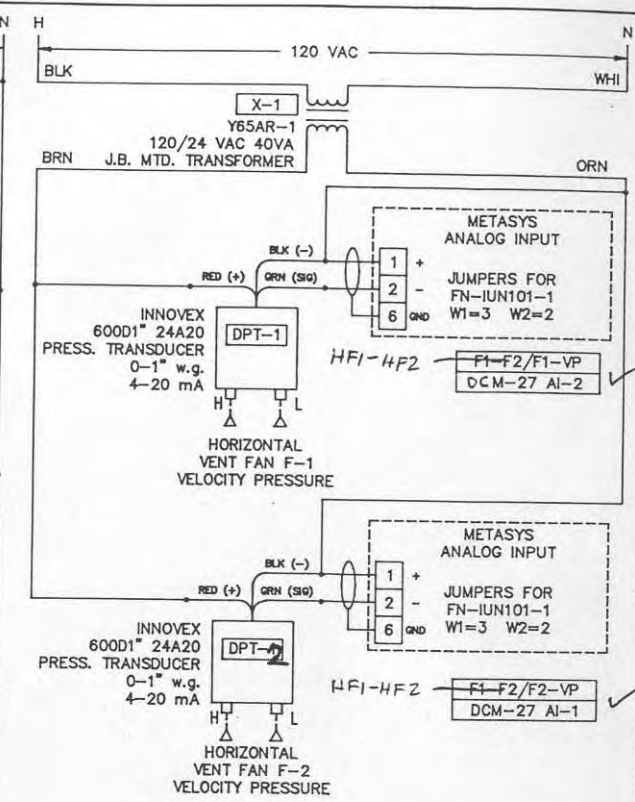 N H
N
120 VAC
BLK
WHI
X-1
Y65AR-1
120/24 VAC 40VA
J.B. MTD. TRANSFORMER
BRN
ORN
METASYS
ANALOG INPUT
BLK (-)
RED (+)
GRN (SIG)
1 +
2 -
6 GND
JUMPERS FOR
FN-IUN101-1
W1=3 W2=2
INNOVEX
600D1" 24A20
PRESS. TRANSDUCER
0-1" w.g.
4-20 mA
DPT-1
H
L
HF1-HF2
F1-F2/F1-VP
DCM-27 AI-2
HORIZONTAL
VENT FAN F-1
VELOCITY PRESSURE
METASYS
ANALOG INPUT
BLK (-)
RED (+)
GRN (SIG)
1 +
2 -
6 GND
JUMPERS FOR
FN-IUN101-1
W1=3 W2=2
INNOVEX
600D1" 24A20
PRESS. TRANSDUCER
0-1" w.g.
4-20 mA
DPT-2
H
L
HF1-HF2
F1-F2/F2-VP
DCM-27 AI-1
HORIZONTAL
VENT FAN F-2
VELOCITY PRESSURE